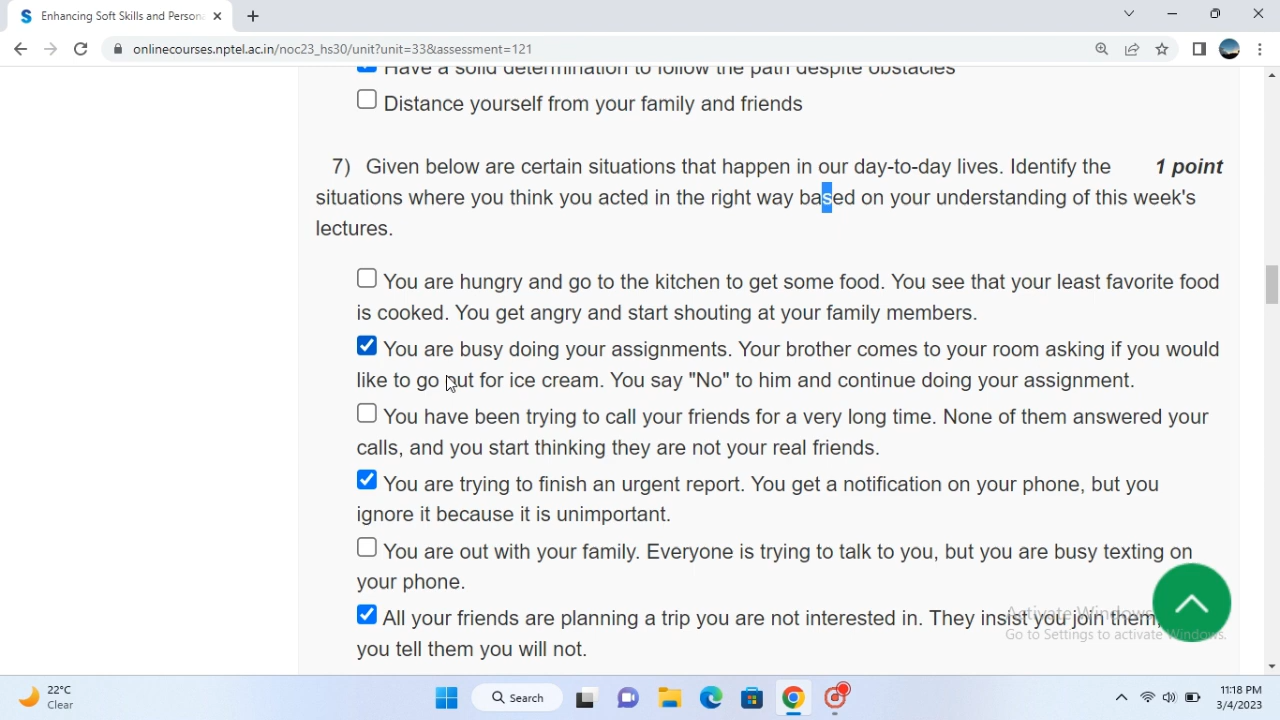 Enhancing Soft Skills and Persona
onlinecourses.nptel.ac.in/noc23_hs30/unit?unit=33&assessment=121
Have a solid determination to follow the path despite obstacles
Distance yourself from your family and friends
7) Given below are certain situations that happen in our day-to-day lives. Identify the 1 point
situations where you think you acted in the right way based on your understanding of this week's
lectures.
You are hungry and go to the kitchen to get some food. You see that your least favorite food
is cooked. You get angry and start shouting at your family members.
You are busy doing your assignments. Your brother comes to your room asking if you would
like to go out for ice cream. You say "No" to him and continue doing your assignment.
You have been trying to call your friends for a very long time. None of them answered your
calls, and you start thinking they are not your real friends.
You are trying to finish an urgent report. You get a notification on your phone, but you
ignore it because it is unimportant.
You are out with your family. Everyone is trying to talk to you, but you are busy texting on
your phone.
All your friends are planning a trip you are not interested in. They insist you join them,
you tell them you will not.
Activate Windows
Go to Settings to activate Windows.
22°C
Clear
Search
11:18 PM
3/4/2023